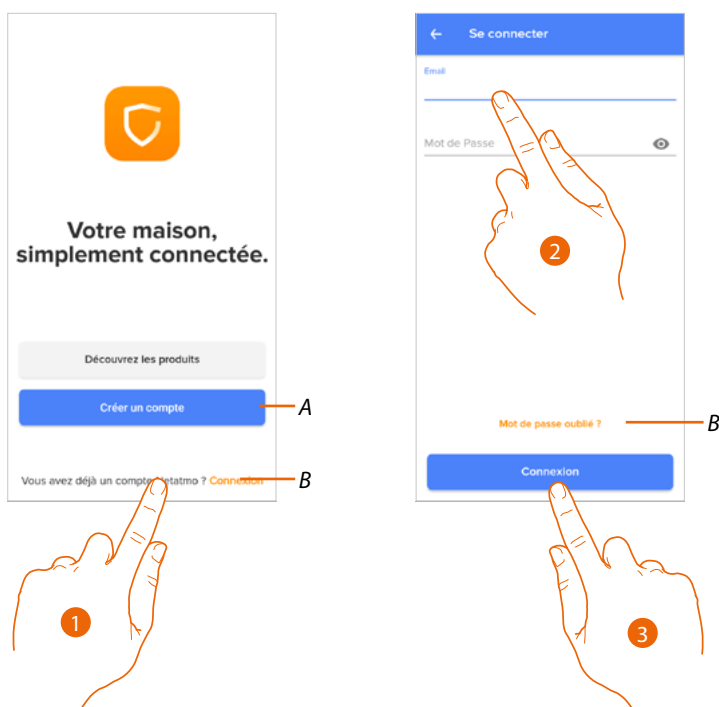 Votre maison,
simplement connectée.
Découvrez les produits
Créer un compte
A
Vous avez déjà un compte Netatmo ? Connexion
B
1
Se connecter
Email
Mot de Passe
2
Mot de passe oublié ?
B
Connexion
3